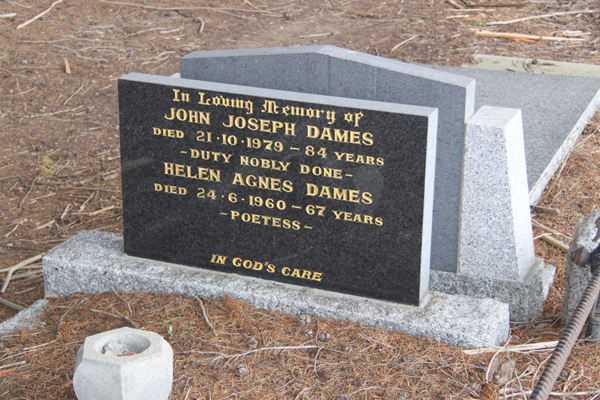 In Loving Memory of
JOHN JOSEPH DAMES
DIED 21·10·1979 – 84 YEARS
– DUTY NOBLY DONE –
HELEN AGNES DAMES
DIED 24·6·1960 – 67 YEARS
– POETESS –
IN GOD'S CARE